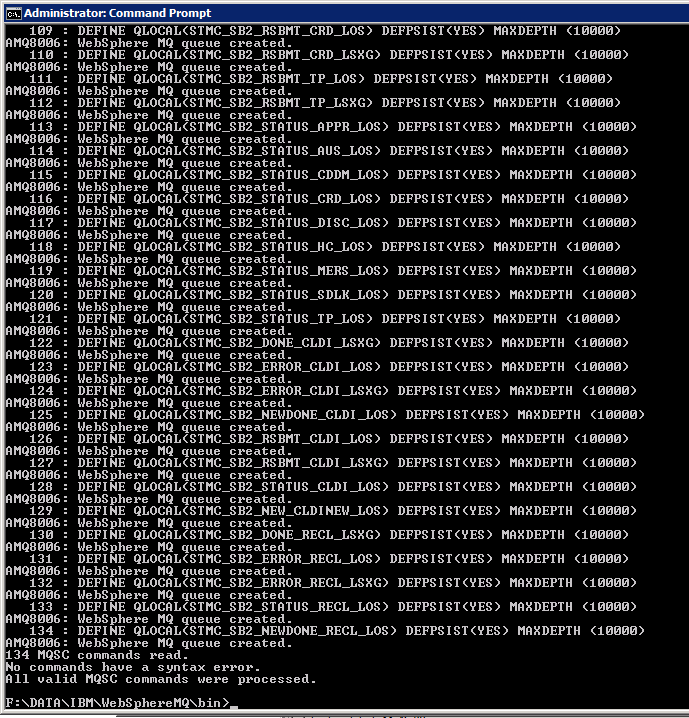 Administrator: Command Prompt
109 : DEFINE QLOCAL(STMC_SB2_RSBMT_CRD_LOS) DEFPSIST(YES) MAXDEPTH (10000)
AMQ8006: WebSphere MQ queue created.
110 : DEFINE QLOCAL(STMC_SB2_RSBMT_CRD_LSXG) DEFPSIST(YES) MAXDEPTH (10000)
AMQ8006: WebSphere MQ queue created.
111 : DEFINE QLOCAL(STMC_SB2_RSBMT_TP_LOS) DEFPSIST(YES) MAXDEPTH (10000)
AMQ8006: WebSphere MQ queue created.
112 : DEFINE QLOCAL(STMC_SB2_RSBMT_TP_LSXG) DEFPSIST(YES) MAXDEPTH (10000)
AMQ8006: WebSphere MQ queue created.
113 : DEFINE QLOCAL(STMC_SB2_STATUS_APPR_LOS) DEFPSIST(YES) MAXDEPTH (10000)
AMQ8006: WebSphere MQ queue created.
114 : DEFINE QLOCAL(STMC_SB2_STATUS_AUS_LOS) DEFPSIST(YES) MAXDEPTH (10000)
AMQ8006: WebSphere MQ queue created.
115 : DEFINE QLOCAL(STMC_SB2_STATUS_CDDM_LOS) DEFPSIST(YES) MAXDEPTH (10000)
AMQ8006: WebSphere MQ queue created.
116 : DEFINE QLOCAL(STMC_SB2_STATUS_CRD_LOS) DEFPSIST(YES) MAXDEPTH (10000)
AMQ8006: WebSphere MQ queue created.
117 : DEFINE QLOCAL(STMC_SB2_STATUS_DISC_LOS) DEFPSIST(YES) MAXDEPTH (10000)
AMQ8006: WebSphere MQ queue created.
118 : DEFINE QLOCAL(STMC_SB2_STATUS_HC_LOS) DEFPSIST(YES) MAXDEPTH (10000)
AMQ8006: WebSphere MQ queue created.
119 : DEFINE QLOCAL(STMC_SB2_STATUS_MERS_LOS) DEFPSIST(YES) MAXDEPTH (10000)
AMQ8006: WebSphere MQ queue created.
120 : DEFINE QLOCAL(STMC_SB2_STATUS_SDLK_LOS) DEFPSIST(YES) MAXDEPTH (10000)
AMQ8006: WebSphere MQ queue created.
121 : DEFINE QLOCAL(STMC_SB2_STATUS_TP_LOS) DEFPSIST(YES) MAXDEPTH (10000)
AMQ8006: WebSphere MQ queue created.
122 : DEFINE QLOCAL(STMC_SB2_DONE_CLDI_LSXG) DEFPSIST(YES) MAXDEPTH (10000)
AMQ8006: WebSphere MQ queue created.
123 : DEFINE QLOCAL(STMC_SB2_ERROR_CLDI_LOS) DEFPSIST(YES) MAXDEPTH (10000)
AMQ8006: WebSphere MQ queue created.
124 : DEFINE QLOCAL(STMC_SB2_ERROR_CLDI_LSXG) DEFPSIST(YES) MAXDEPTH (10000)
AMQ8006: WebSphere MQ queue created.
125 : DEFINE QLOCAL(STMC_SB2_NEWDONE_CLDI_LOS) DEFPSIST(YES) MAXDEPTH (10000)
AMQ8006: WebSphere MQ queue created.
126 : DEFINE QLOCAL(STMC_SB2_RSBMT_CLDI_LOS) DEFPSIST(YES) MAXDEPTH (10000)
AMQ8006: WebSphere MQ queue created.
127 : DEFINE QLOCAL(STMC_SB2_RSBMT_CLDI_LSXG) DEFPSIST(YES) MAXDEPTH (10000)
AMQ8006: WebSphere MQ queue created.
128 : DEFINE QLOCAL(STMC_SB2_STATUS_CLDI_LOS) DEFPSIST(YES) MAXDEPTH (10000)
AMQ8006: WebSphere MQ queue created.
129 : DEFINE QLOCAL(STMC_SB2_NEW_CLDINEW_LOS) DEFPSIST(YES) MAXDEPTH (10000)
AMQ8006: WebSphere MQ queue created.
130 : DEFINE QLOCAL(STMC_SB2_DONE_RECL_LSXG) DEFPSIST(YES) MAXDEPTH (10000)
AMQ8006: WebSphere MQ queue created.
131 : DEFINE QLOCAL(STMC_SB2_ERROR_RECL_LOS) DEFPSIST(YES) MAXDEPTH (10000)
AMQ8006: WebSphere MQ queue created.
132 : DEFINE QLOCAL(STMC_SB2_ERROR_RECL_LSXG) DEFPSIST(YES) MAXDEPTH (10000)
AMQ8006: WebSphere MQ queue created.
133 : DEFINE QLOCAL(STMC_SB2_STATUS_RECL_LOS) DEFPSIST(YES) MAXDEPTH (10000)
AMQ8006: WebSphere MQ queue created.
134 : DEFINE QLOCAL(STMC_SB2_NEWDONE_RECL_LOS) DEFPSIST(YES) MAXDEPTH (10000)
AMQ8006: WebSphere MQ queue created.
134 MQSC commands read.
No commands have a syntax error.
All valid MQSC commands were processed.
F:\DATA\IBM\WebSphereMQ\bin>_